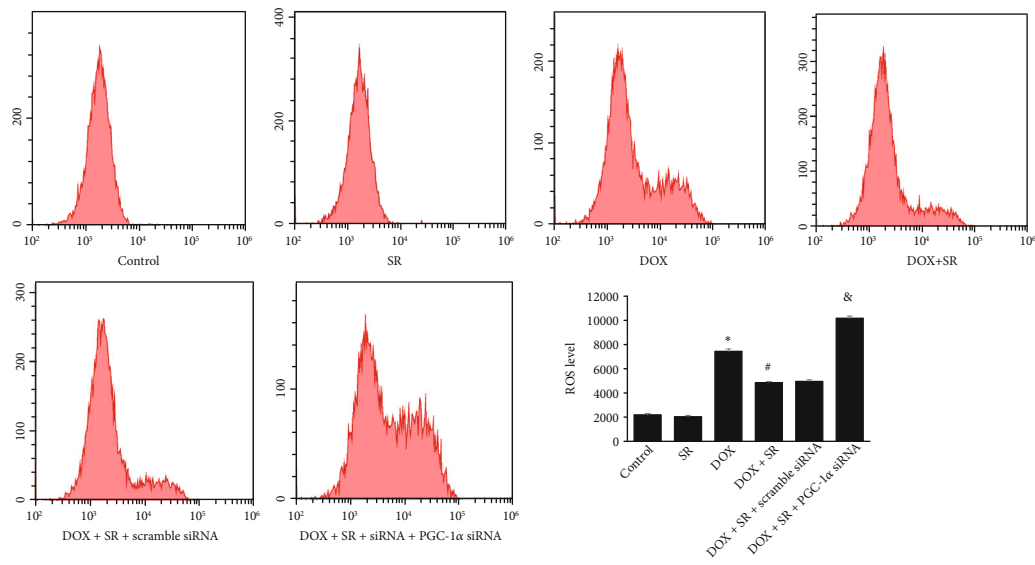 200
0
10² 10³ 10⁴ 10⁵ 10⁶
Control
400
200
0
10² 10³ 10⁴ 10⁵ 10⁶
SR
200
100
0
10² 10³ 10⁴ 10⁵ 10⁶
DOX
300
200
100
0
10² 10³ 10⁴ 10⁵ 10⁶
DOX+SR
300
200
100
0
10² 10³ 10⁴ 10⁵ 10⁶
DOX + SR + scramble siRNA
100
0
10² 10³ 10⁴ 10⁵ 10⁶
DOX + SR + siRNA + PGC-1α siRNA
ROS level
12000
10000
8000
6000
4000
2000
0
*
#
&
Control
SR
DOX
DOX + SR
DOX + SR + scramble siRNA
DOX + SR + PGC-1α siRNA